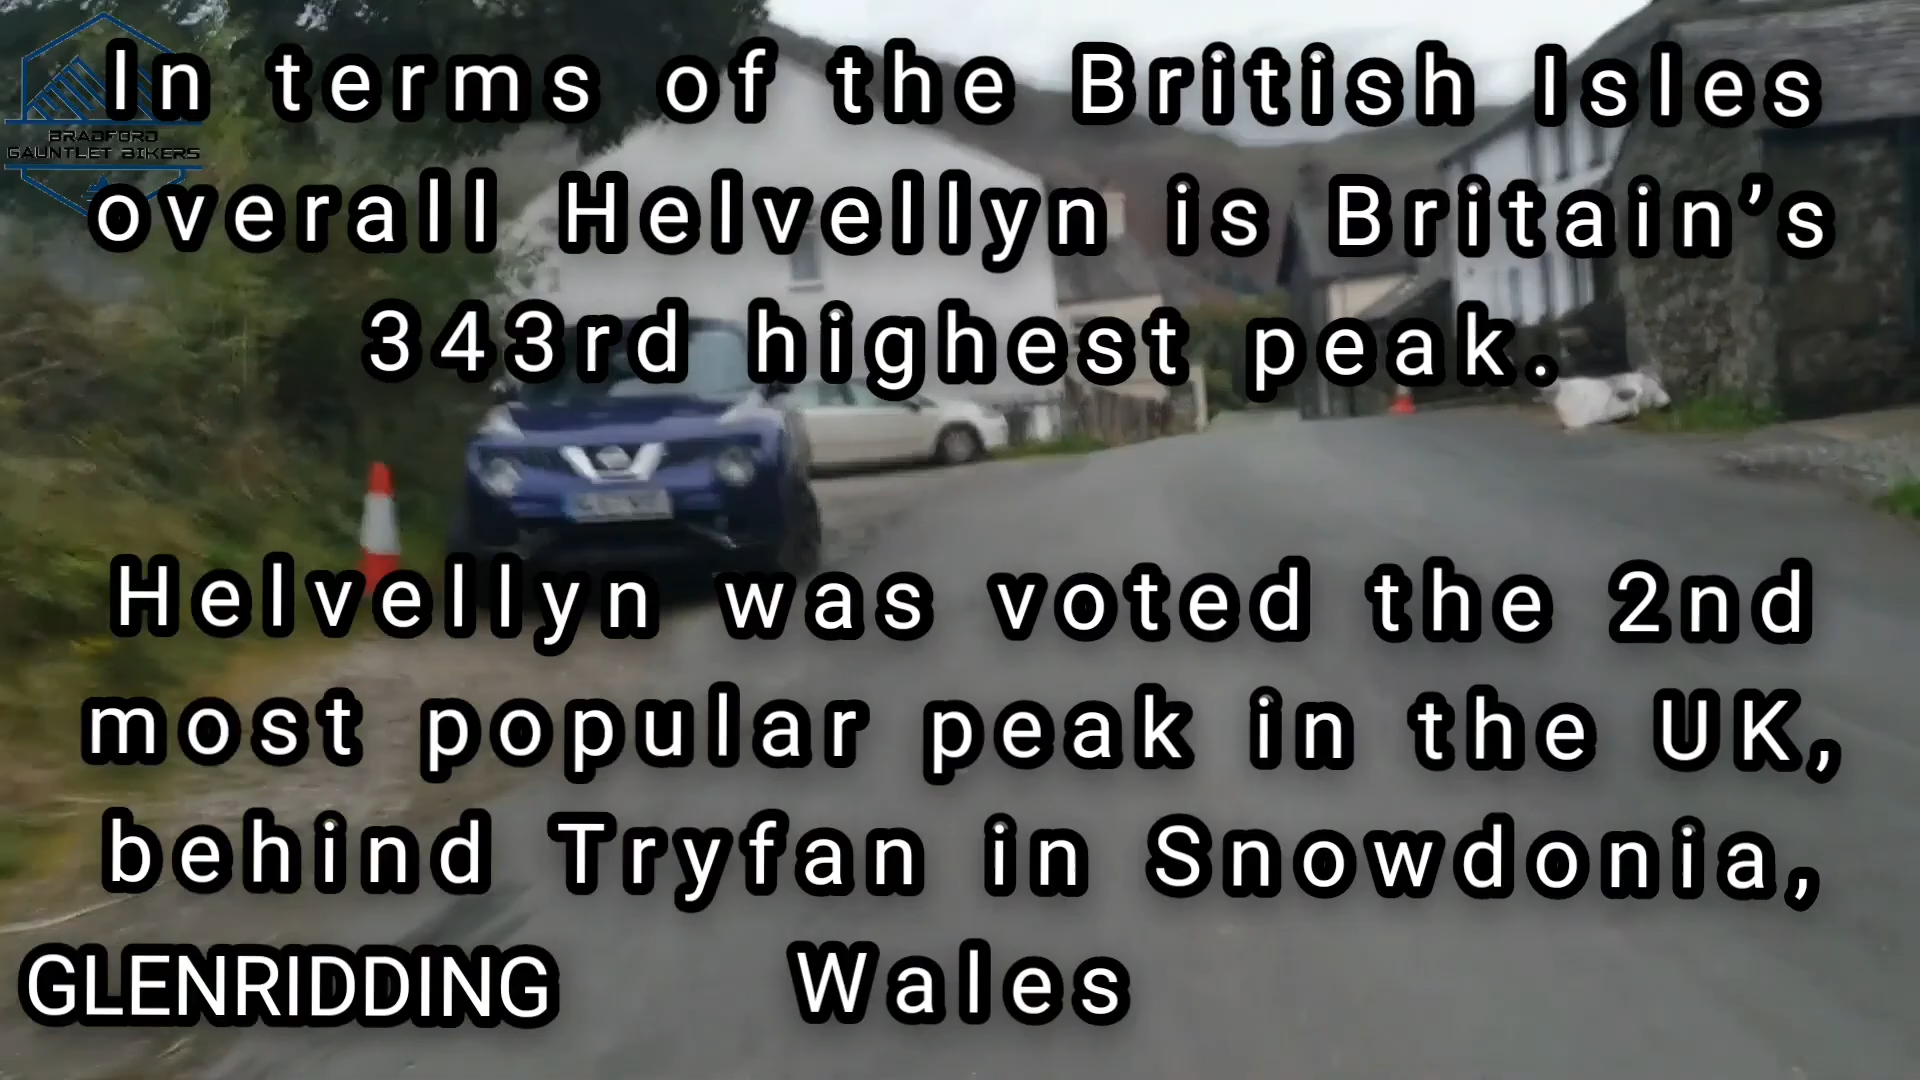 BRADFORD
GAUNTLET BIKERS
In terms of the British Isles
overall Helvellyn is Britain’s
343rd highest peak.
Helvellyn was voted the 2nd
most popular peak in the UK,
behind Tryfan in Snowdonia,
Wales
GLENRIDDING